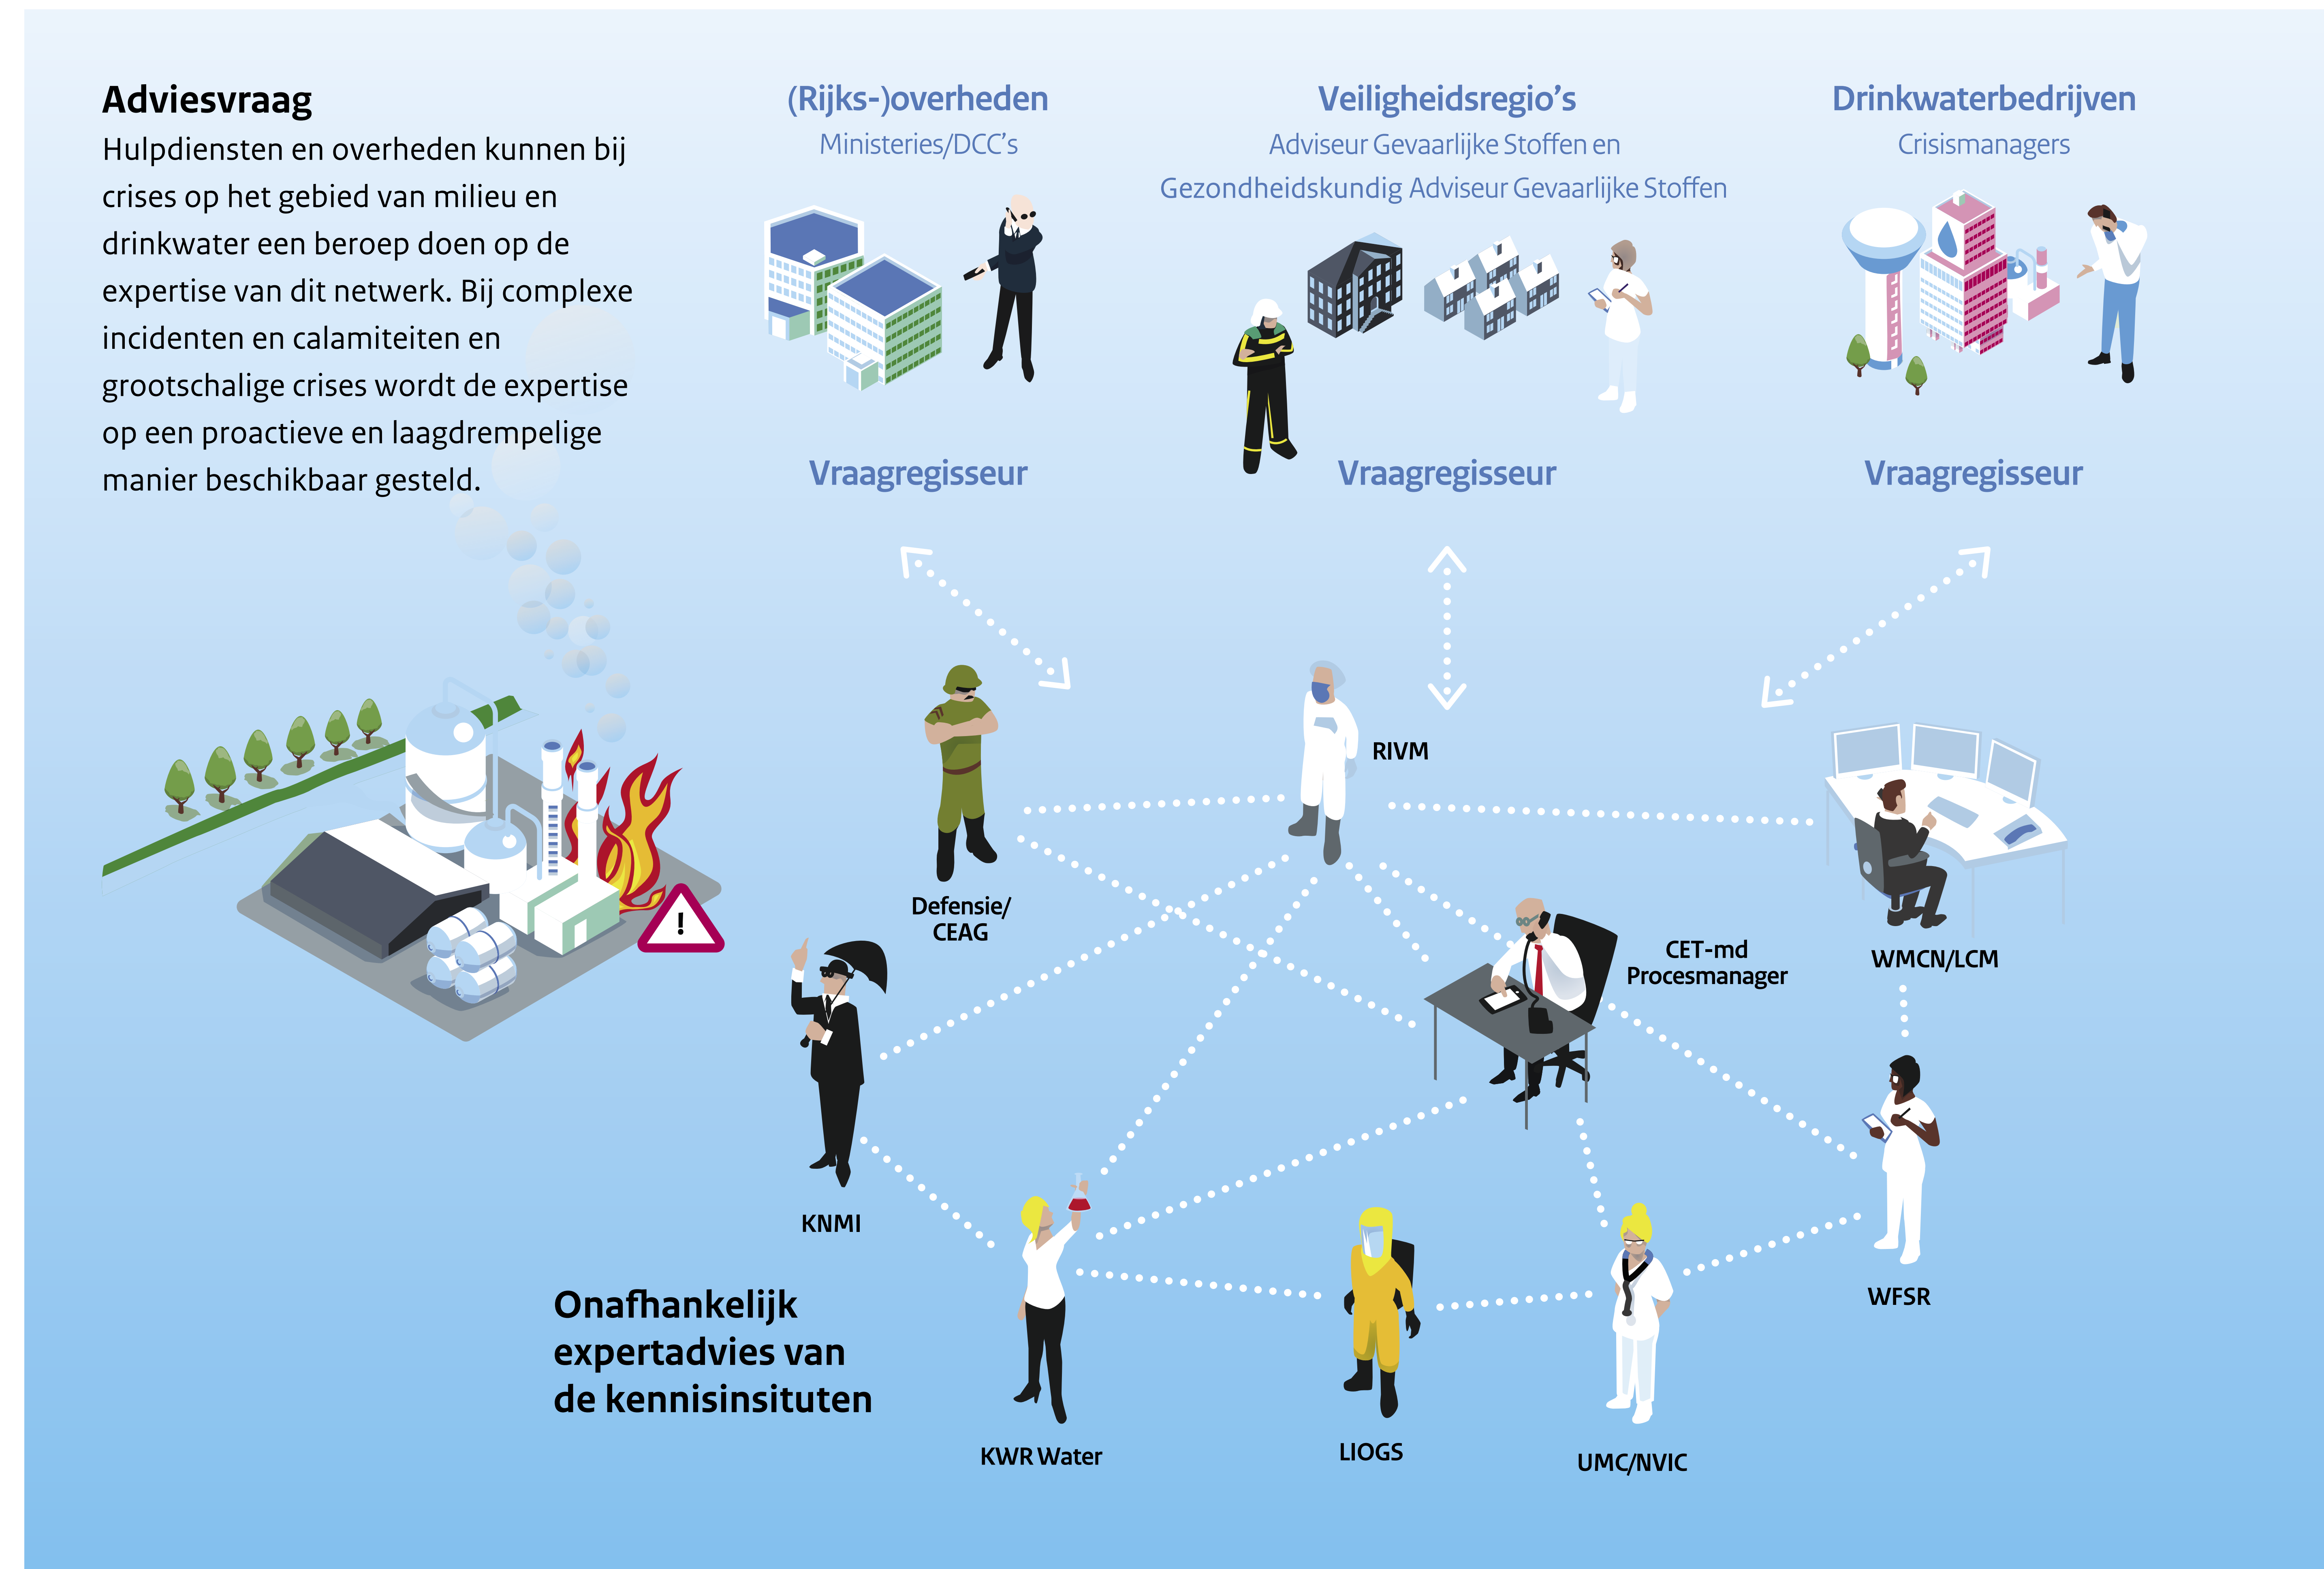 Adviesvraag
Hulpdiensten en overheden kunnen bij
crises op het gebied van milieu en
drinkwater een beroep doen op de
expertise van dit netwerk. Bij complexe
incidenten en calamiteiten en
grootschalige crises wordt de expertise
op een proactieve en laagdrempelige
manier beschikbaar gesteld.
(Rijks-)overheden
Ministeries/DCC’s
Vraagregisseur
Veiligheidsregio’s
Adviseur Gevaarlijke Stoffen en
Gezondheidskundig Adviseur Gevaarlijke Stoffen
Vraagregisseur
Drinkwaterbedrijven
Crisismanagers
Vraagregisseur
!
RIVM
Defensie/
CEAG
CET-md
Procesmanager
WMCN/LCM
KNMI
WFSR
Onafhankelijk
expertadvies van
de kennisinsituten
KWR Water
LIOGS
UMC/NVIC